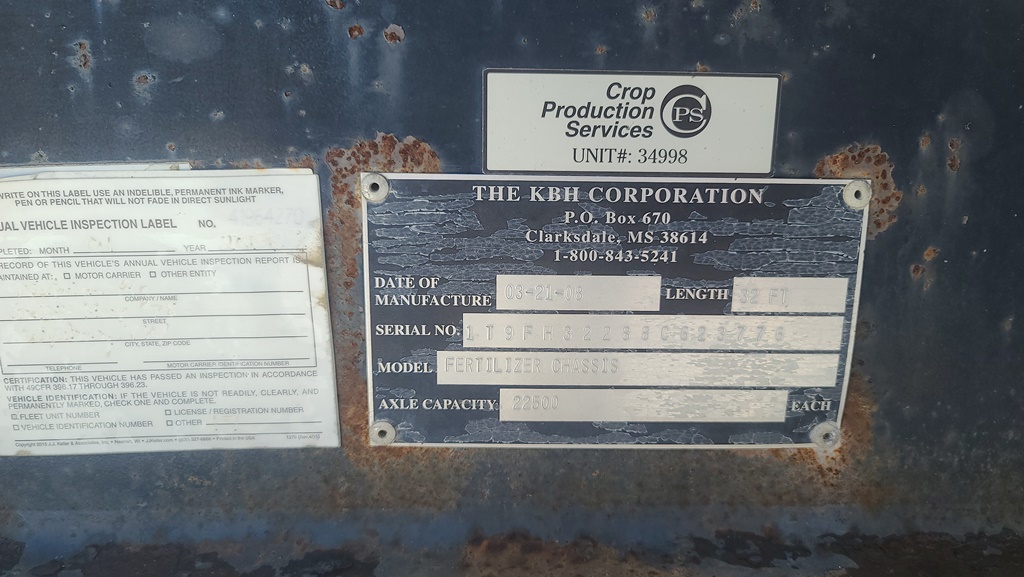 WRITE ON THIS LABEL USE AN INDELIBLE, PERMANENT INK MARKER,
PEN OR PENCIL THAT WILL NOT FADE IN DIRECT SUNLIGHT
UAL VEHICLE INSPECTION LABEL NO.
PLETED: MONTH YEAR
RECORD OF THIS VEHICLE'S ANNUAL VEHICLE INSPECTION REPORT IS
AINTAINED AT: MOTOR CARRIER OTHER ENTITY
COMPANY NAME
STREET
CITY, STATE, ZIP CODE
TELEPHONE MOTOR CARRIER IDENTIFICATION NUMBER
CERTIFICATION: THIS VEHICLE HAS PASSED AN INSPECTION IN ACCORDANCE
WITH 49CFR 396.17 THROUGH 396.23.
VEHICLE IDENTIFICATION: IF THE VEHICLE IS NOT READILY, CLEARLY, AND
PERMANENTLY MARKED, CHECK ONE AND COMPLETE.
FLEET UNIT NUMBER LICENSE / REGISTRATION NUMBER
VEHICLE IDENTIFICATION NUMBER OTHER
Crop
Production
Services
CPS
UNIT#: 34998
THE KBH CORPORATION
P.O. Box 670
Clarksdale, MS 38614
1-800-843-5241
DATE OF
MANUFACTURE 03-21-08 LENGTH 32 FT
SERIAL NO.
MODEL FERTILIZER CHASSIS
AXLE CAPACITY 22500 EACH